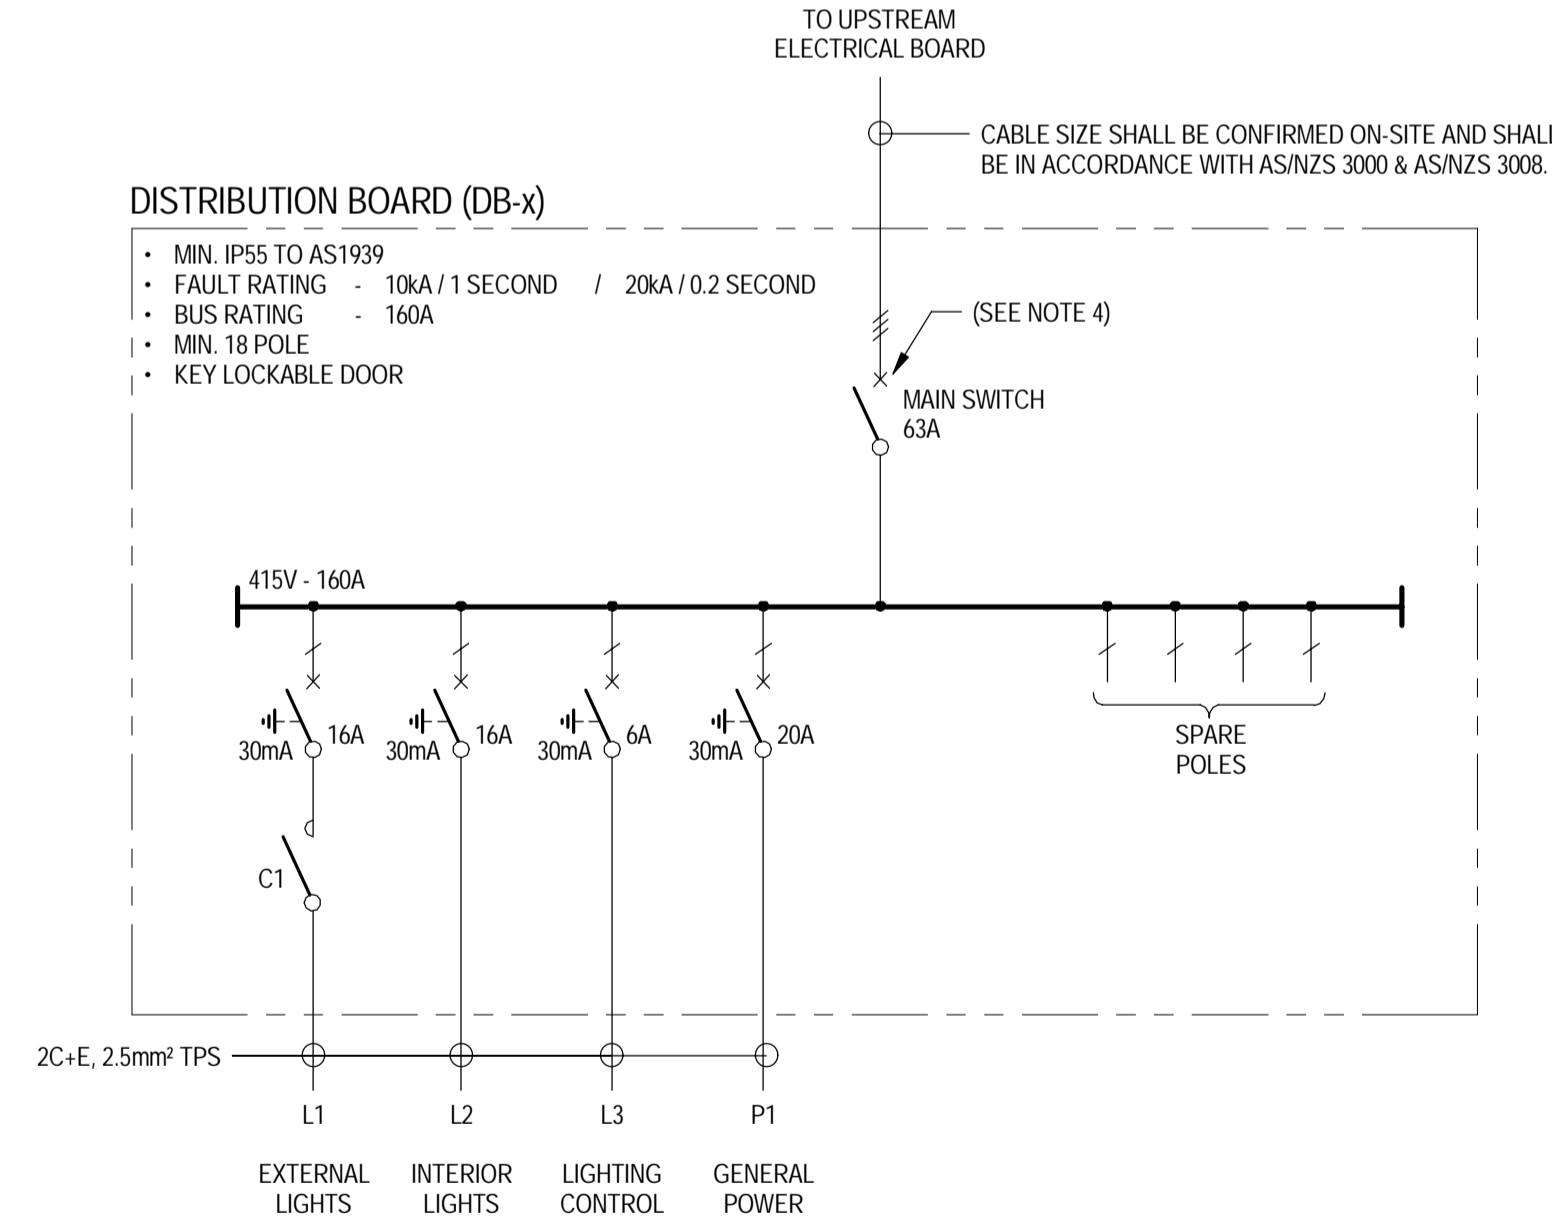 TO UPSTREAM
ELECTRICAL BOARD
CABLE SIZE SHALL BE CONFIRMED ON-SITE AND SHALL
BE IN ACCORDANCE WITH AS/NZS 3000 & AS/NZS 3008.
DISTRIBUTION BOARD (DB-x)
• MIN. IP55 TO AS1939
• FAULT RATING - 10kA / 1 SECOND / 20kA / 0.2 SECOND
• BUS RATING - 160A
• MIN. 18 POLE
• KEY LOCKABLE DOOR
(SEE NOTE 4)
MAIN SWITCH
63A
415V - 160A
30mA 16A 30mA 16A 30mA 6A 30mA 20A
SPARE
POLES
C1
2C+E, 2.5mm² TPS
L1 L2 L3 P1
EXTERNAL
LIGHTS
INTERIOR
LIGHTS
LIGHTING
CONTROL
GENERAL
POWER